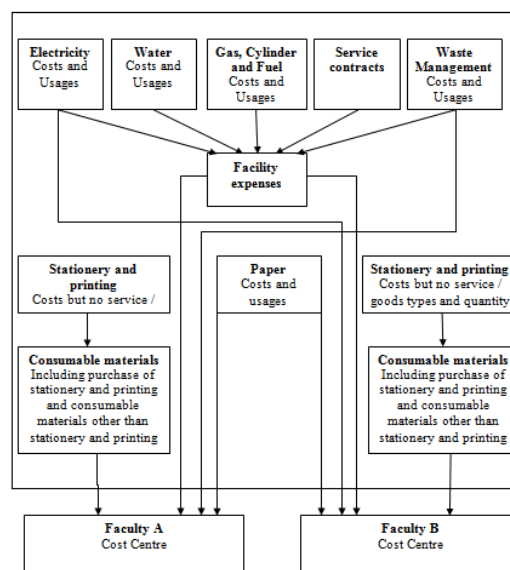 Electricity
Costs and
Usages
Water
Costs and
Usages
Gas, Cylinder
and Fuel
Costs and
Usages
Service
contracts
Waste
Management
Costs and
Usages
Facility
expenses
Stationery and
printing
Costs but no service /
Paper
Costs and
usages
Stationery and printing
Costs but no service /
goods types and quantity
Consumable materials
Including purchase of
stationery and printing
and consumable
materials other than
stationery and printing
Consumable materials
Including purchase of
stationery and printing
and consumable
materials other than
stationery and printing
Faculty A
Cost Centre
Faculty B
Cost Centre